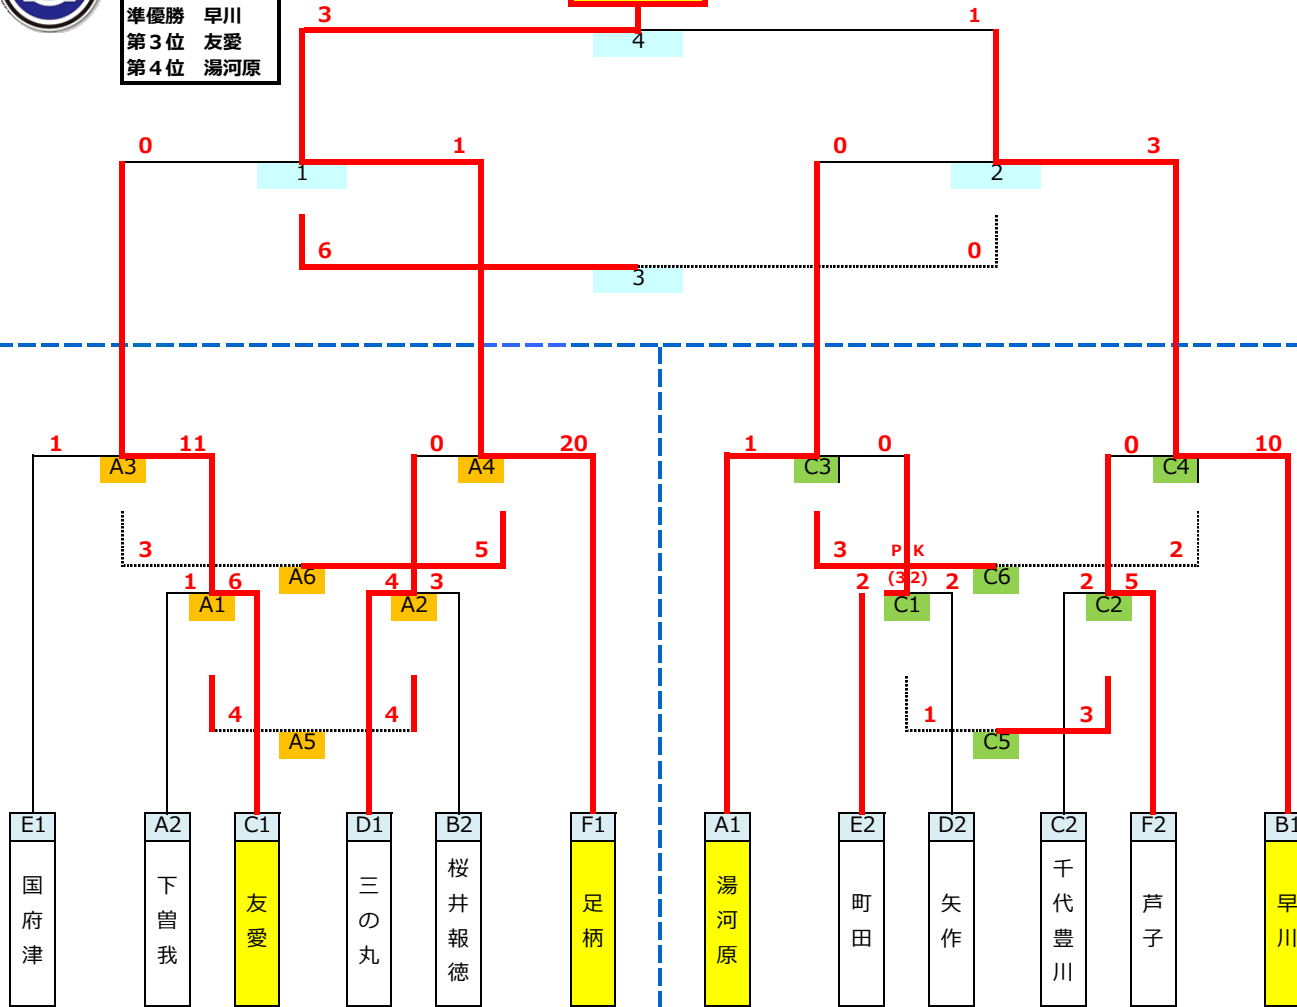 準優勝　早川
第３位　友愛
第４位　湯河原
3
1
4
0
1
0
3
1
2
6
0
3
1
11
0
20
1
0
0
10
A3
A4
C3
C4
3
5
3
P K
2
A6
C6
1
6
4
3
2
(3 2)
2
2
5
A1
A2
C1
C2
4
4
1
3
A5
C5
E1
A2
C1
D1
B2
F1
A1
E2
D2
C2
F2
B1
国府津
下曽我
友愛
三の丸
桜井報徳
足柄
湯河原
町田
矢作
千代豊川
芦子
早川